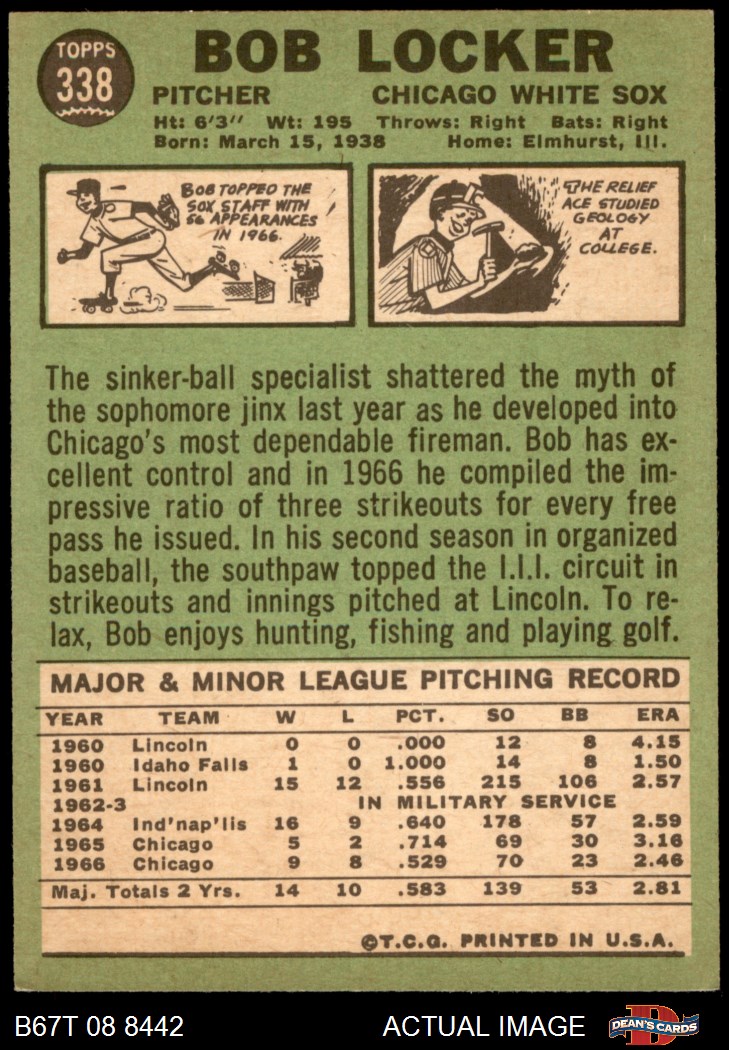 TOPPS
338
BOB LOCKER
PITCHER CHICAGO WHITE SOX
Ht: 6'3" Wt: 195 Throws: Right Bats: Right
Born: March 15, 1938 Home: Elmhurst, Ill.
BOB TOPPED THE
SOX STAFF WITH
56 APPEARANCES
IN 1966.
THE RELIEF
ACE STUDIED
GEOLOGY
AT
COLLEGE.
The sinker-ball specialist shattered the myth of
the sophomore jinx last year as he developed into
Chicago's most dependable fireman. Bob has ex-
cellent control and in 1966 he compiled the im-
pressive ratio of three strikeouts for every free
pass he issued. In his second season in organized
baseball, the southpaw topped the I.I.I. circuit in
strikeouts and innings pitched at Lincoln. To re-
lax, Bob enjoys hunting, fishing and playing golf.
MAJOR & MINOR LEAGUE PITCHING RECORD
YEAR TEAM W L PCT. SO BB ERA
1960 Lincoln 0 0 .000 12 8 4.15
1960 Idaho Falls 1 0 1.000 14 8 1.50
1961 Lincoln 15 12 .556 215 106 2.57
1962-3 IN MILITARY SERVICE
1964 Ind'nap'lis 16 9 .640 178 57 2.59
1965 Chicago 5 2 .714 69 30 3.16
1966 Chicago 9 8 .529 70 23 2.46
Maj. Totals 2 Yrs. 14 10 .583 139 53 2.81
©T.C.G. PRINTED IN U.S.A.
B67T 08 8442 ACTUAL IMAGE
D
DEAN'S CARDS